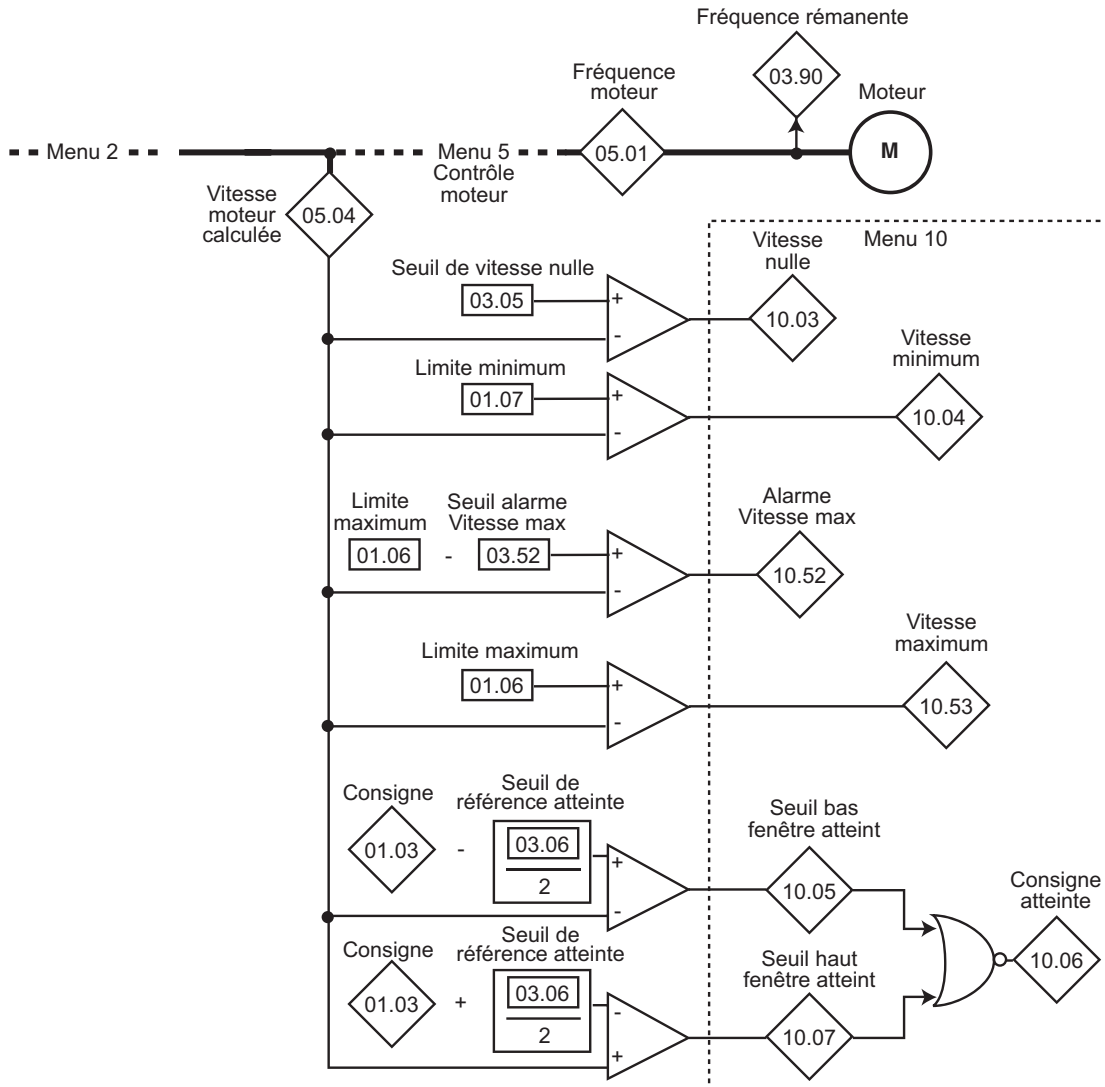 Fréquence rémanente
03.90
Fréquence
moteur
05.01
Moteur
M
Menu 2
Menu 5
Contrôle
moteur
Vitesse
moteur
calculée
05.04
Menu 10
Seuil de vitesse nulle
03.05
+
-
Vitesse
nulle
10.03
Limite minimum
01.07
+
-
Vitesse
minimum
10.04
Limite
maximum
01.06
-
Seuil alarme
Vitesse max
03.52
+
-
Alarme
Vitesse max
10.52
Limite maximum
01.06
+
-
Vitesse
maximum
10.53
Consigne
01.03
-
Seuil de
référence atteinte
03.06
2
+
-
Seuil bas
fenêtre atteint
10.05
Consigne
01.03
+
Seuil de
référence atteinte
03.06
2
-
+
Seuil haut
fenêtre atteint
10.07
Consigne
atteinte
10.06